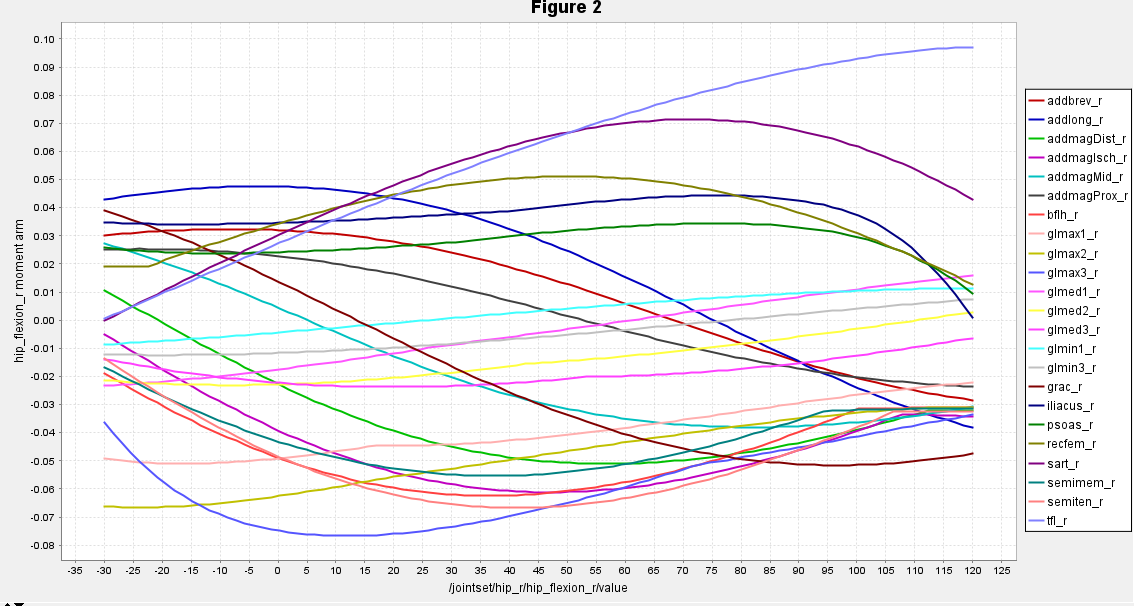 Figure 2
0.10
0.09
0.08
0.07
0.06
0.05
0.04
0.03
0.02
0.01
0.00
-0.01
-0.02
-0.03
-0.04
-0.05
-0.06
-0.07
-0.08
hip_flexion_r moment arm
-35 -30 -25 -20 -15 -10 -5 0 5 10 15 20 25 30 35 40 45 50 55 60 65 70 75 80 85 90 95 100 105 110 115 120 125
/jointset/hip_r/hip_flexion_r/value
addbrev_r
addlong_r
addmagDist_r
addmagIsch_r
addmagMid_r
addmagProx_r
bflh_r
glmax1_r
glmax2_r
glmax3_r
glmed1_r
glmed2_r
glmed3_r
glmin1_r
glmin3_r
grac_r
iliacus_r
psoas_r
recfem_r
sart_r
semimem_r
semiten_r
tfl_r